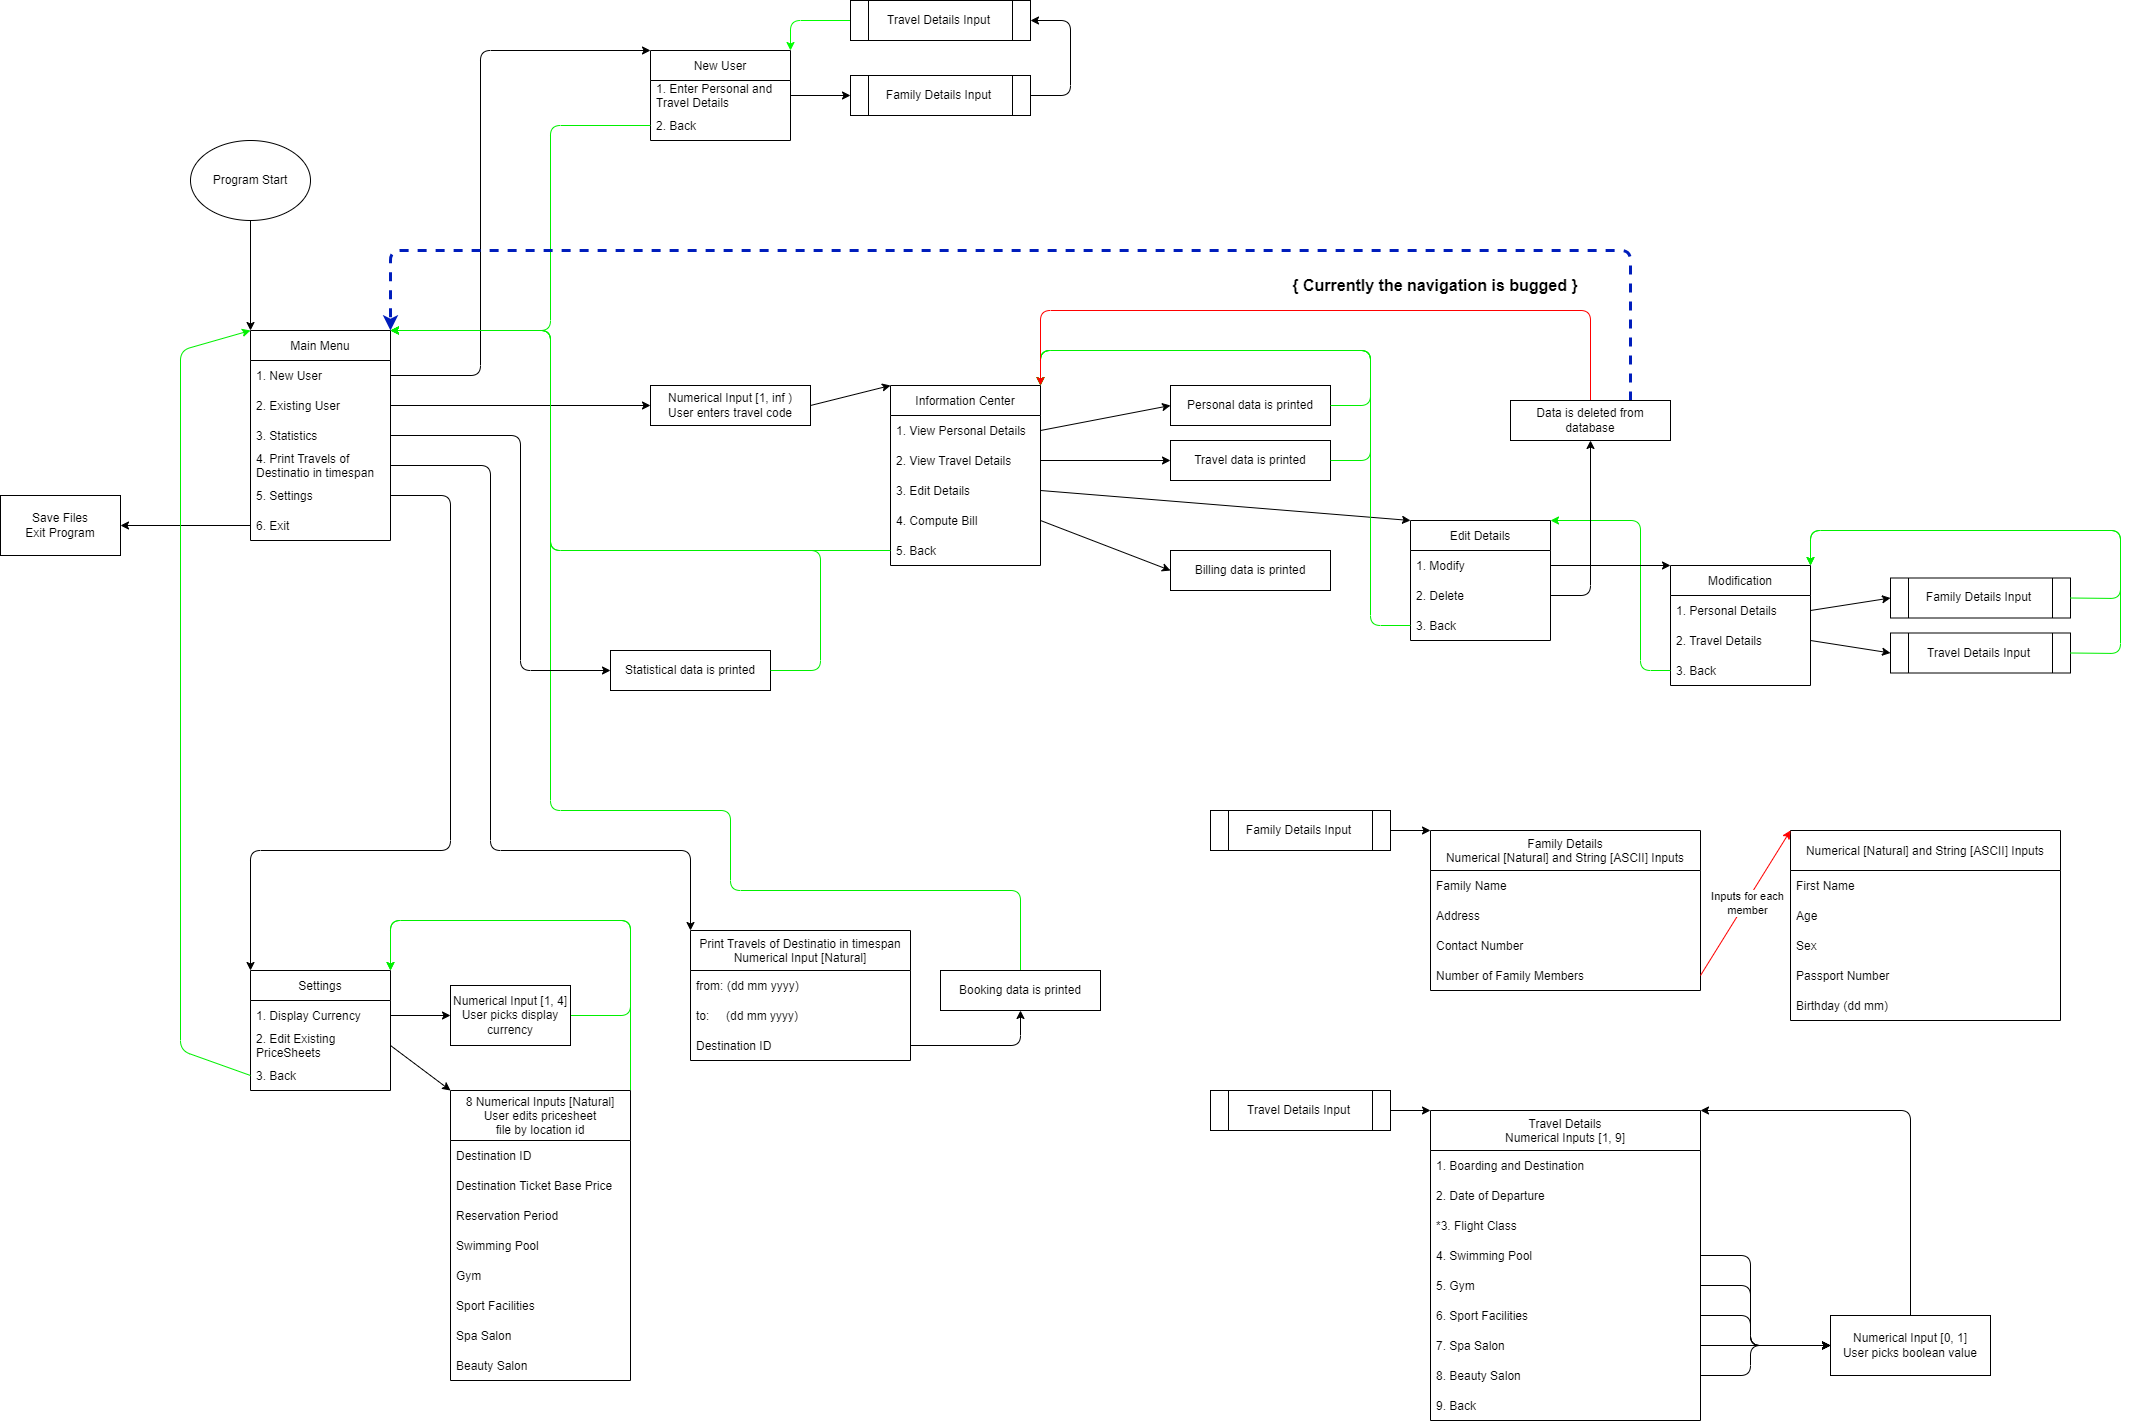 Travel Details Input
New User
1. Enter Personal and
Travel Details
2. Back
Family Details Input
Program Start
{ Currently the navigation is bugged }
Main Menu
1. New User
2. Existing User
3. Statistics
4. Print Travels of
Destinatio in timespan
5. Settings
6. Exit
Save Files
Exit Program
Numerical Input [1, inf )
User enters travel code
Information Center
1. View Personal Details
2. View Travel Details
3. Edit Details
4. Compute Bill
5. Back
Personal data is printed
Travel data is printed
Billing data is printed
Data is deleted from
database
Edit Details
1. Modify
2. Delete
3. Back
Modification
1. Personal Details
2. Travel Details
3. Back
Family Details Input
Travel Details Input
Statistical data is printed
Settings
1. Display Currency
2. Edit Existing
PriceSheets
3. Back
Numerical Input [1, 4]
User picks display
currency
8 Numerical Inputs [Natural]
User edits pricesheet
file by location id
Destination ID
Destination Ticket Base Price
Reservation Period
Swimming Pool
Gym
Sport Facilities
Spa Salon
Beauty Salon
Print Travels of Destinatio in timespan
Numerical Input [Natural]
from: (dd mm yyyy)
to: (dd mm yyyy)
Destination ID
Booking data is printed
Family Details Input
Family Details
Numerical [Natural] and String [ASCII] Inputs
Family Name
Address
Contact Number
Number of Family Members
Inputs for each
member
Numerical [Natural] and String [ASCII] Inputs
First Name
Age
Sex
Passport Number
Birthday (dd mm)
Travel Details Input
Travel Details
Numerical Inputs [1, 9]
1. Boarding and Destination
2. Date of Departure
*3. Flight Class
4. Swimming Pool
5. Gym
6. Sport Facilities
7. Spa Salon
8. Beauty Salon
9. Back
Numerical Input [0, 1]
User picks boolean value